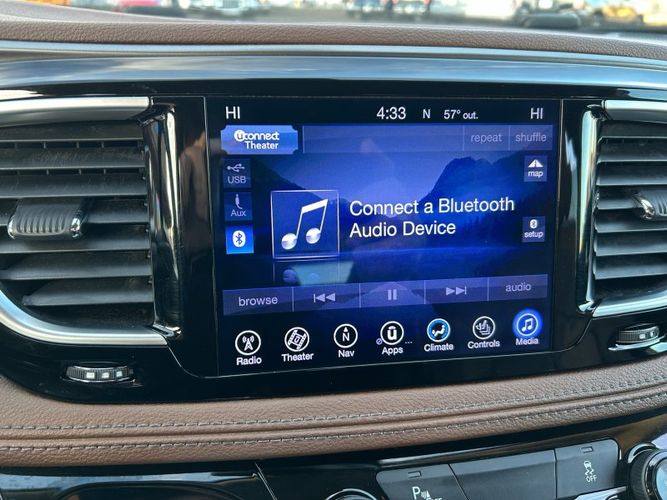 HI 4:33 N 57° out. HI
uconnect
Theater
repeat shuffle
USB
map
Aux
Connect a Bluetooth
Audio Device
setup
browse audio
Radio Theater Nav Apps ... Climate Controls Media
P